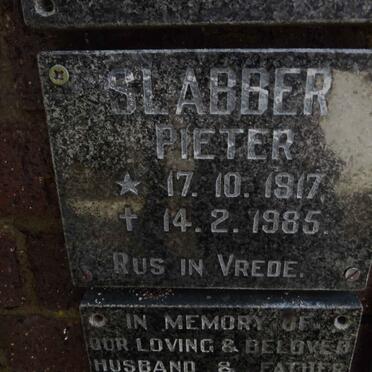 SLABBER
PIETER
★ 17. 10. 1917
✝ 14. 2. 1985.
RUS IN VREDE.
IN MEMORY OF
OUR LOVING & BELOVED
HUSBAND & FATHER